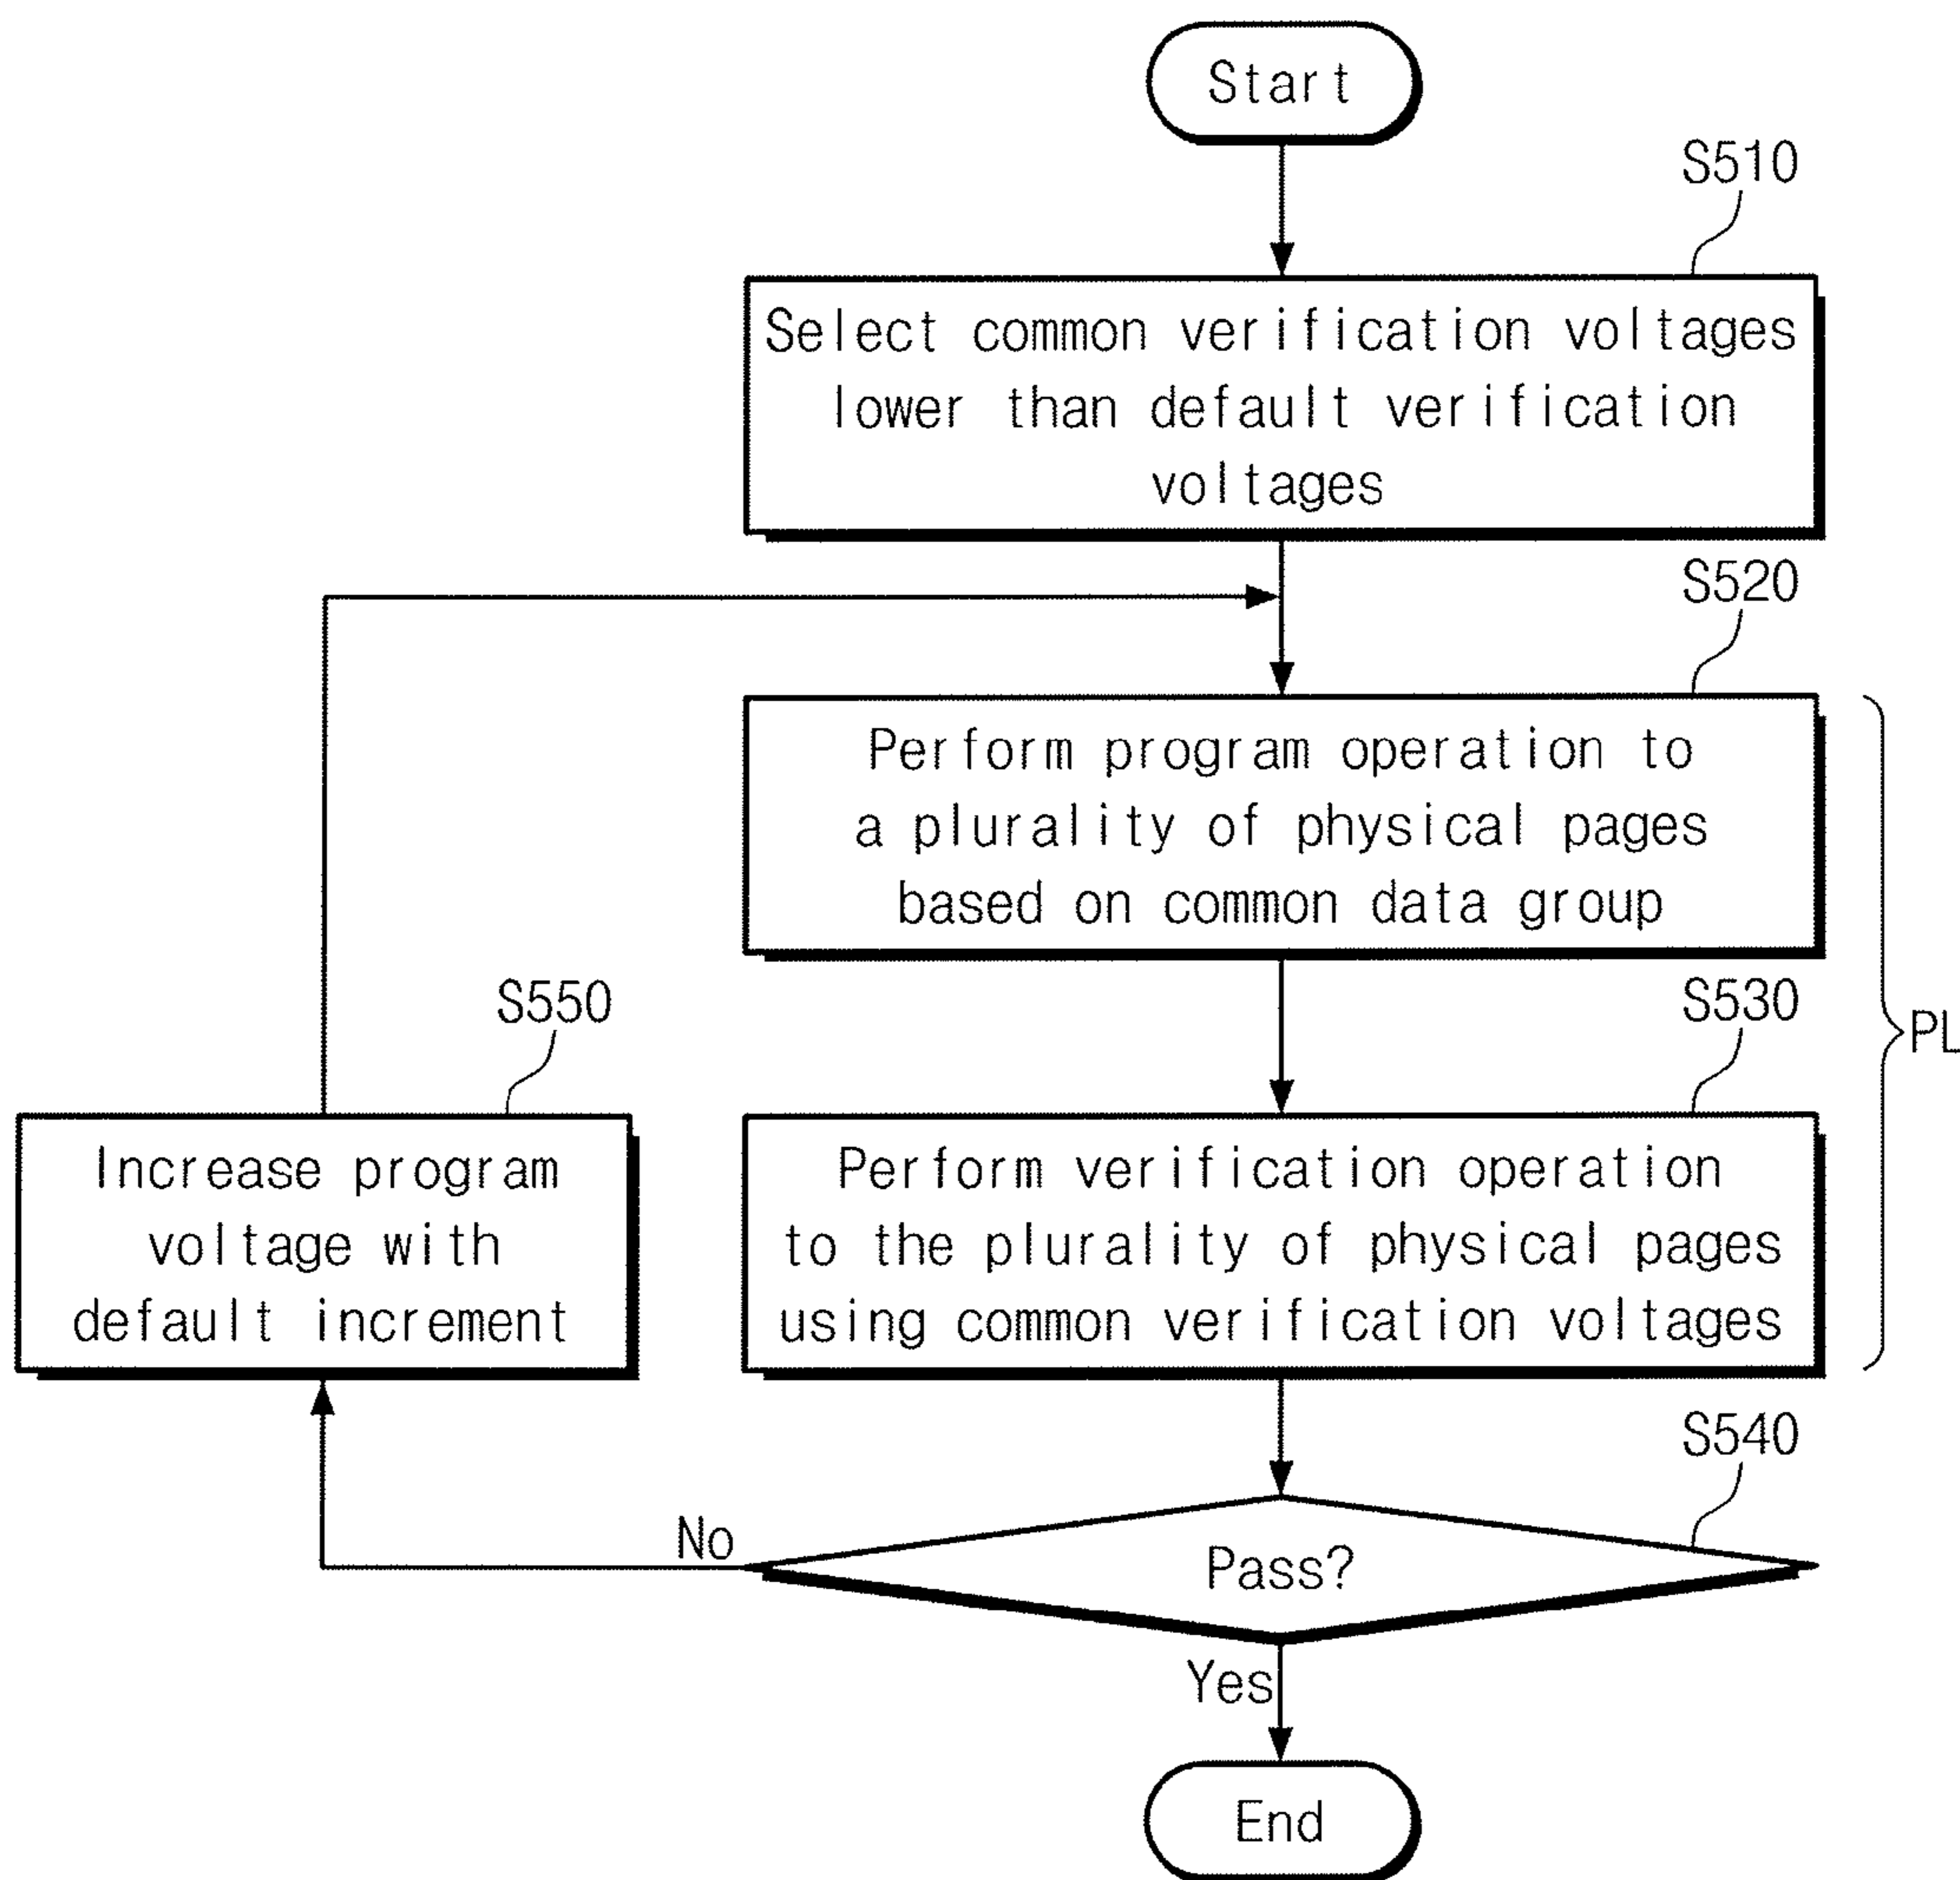 Start
S510
Select common verification voltages
lower than default verification
voltages
S520
Perform program operation to
a plurality of physical pages
based on common data group
S550
S530
PL
Increase program
voltage with
default increment
Perform verification operation
to the plurality of physical pages
using common verification voltages
S540
No
Pass?
Yes
End